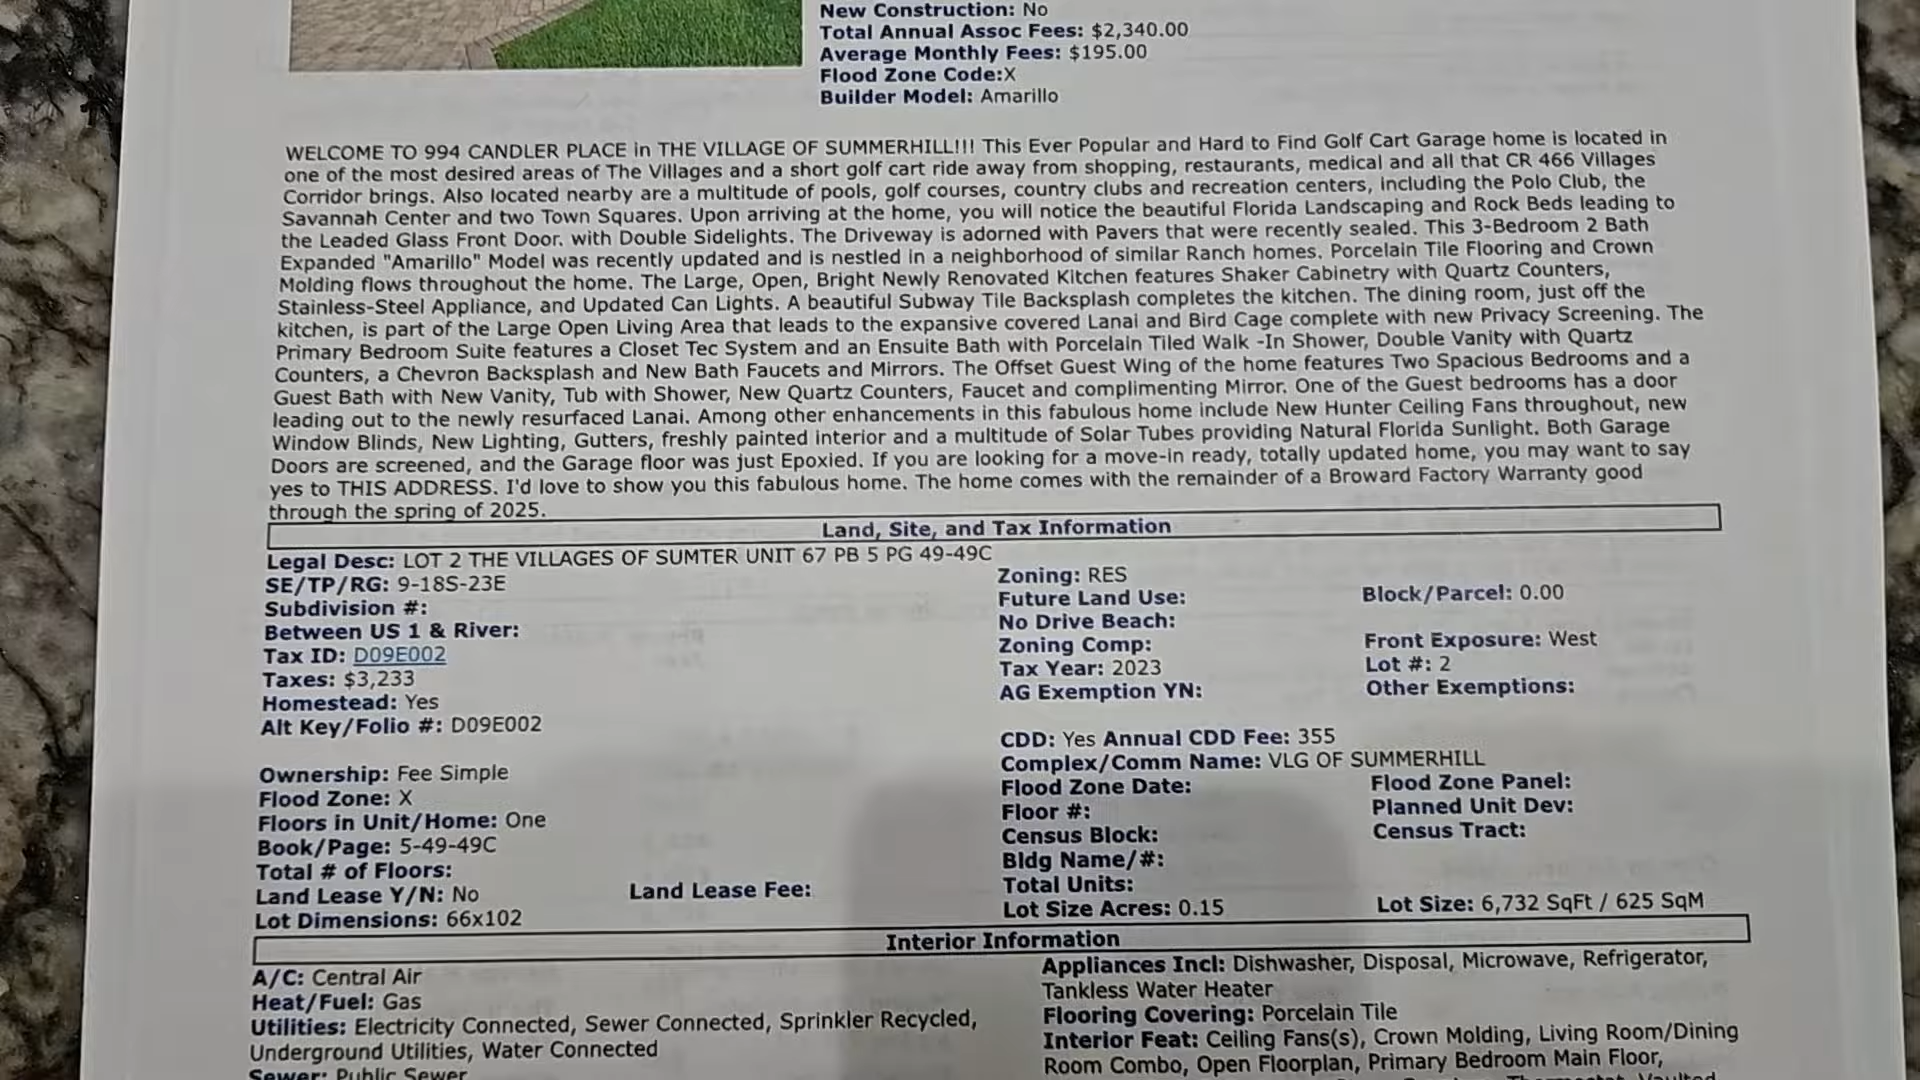 New Construction: No
Total Annual Assoc Fees: $2,340.00
Average Monthly Fees: $195.00
Flood Zone Code:X
Builder Model: Amarillo
WELCOME TO 994 CANDLER PLACE in THE VILLAGE OF SUMMERHILL!!! This Ever Popular and Hard to Find Golf Cart Garage home is located in
one of the most desired areas of The Villages and a short golf cart ride away from shopping, restaurants, medical and all that CR 466 Villages
Corridor brings. Also located nearby are a multitude of pools, golf courses, country clubs and recreation centers, including the Polo Club, the
Savannah Center and two Town Squares. Upon arriving at the home, you will notice the beautiful Florida Landscaping and Rock Beds leading to
the Leaded Glass Front Door. with Double Sidelights. The Driveway is adorned with Pavers that were recently sealed. This 3-Bedroom 2 Bath
Expanded "Amarillo" Model was recently updated and is nestled in a neighborhood of similar Ranch homes. Porcelain Tile Flooring and Crown
Molding flows throughout the home. The Large, Open, Bright Newly Renovated Kitchen features Shaker Cabinetry with Quartz Counters,
Stainless-Steel Appliance, and Updated Can Lights. A beautiful Subway Tile Backsplash completes the kitchen. The dining room, just off the
kitchen, is part of the Large Open Living Area that leads to the expansive covered Lanai and Bird Cage complete with new Privacy Screening. The
Primary Bedroom Suite features a Closet Tec System and an Ensuite Bath with Porcelain Tiled Walk -In Shower, Double Vanity with Quartz
Counters, a Chevron Backsplash and New Bath Faucets and Mirrors. The Offset Guest Wing of the home features Two Spacious Bedrooms and a
Guest Bath with New Vanity, Tub with Shower, New Quartz Counters, Faucet and complimenting Mirror. One of the Guest bedrooms has a door
leading out to the newly resurfaced Lanai. Among other enhancements in this fabulous home include New Hunter Ceiling Fans throughout, new
Window Blinds, New Lighting, Gutters, freshly painted interior and a multitude of Solar Tubes providing Natural Florida Sunlight. Both Garage
Doors are screened, and the Garage floor was just Epoxied. If you are looking for a move-in ready, totally updated home, you may want to say
yes to THIS ADDRESS. I'd love to show you this fabulous home. The home comes with the remainder of a Broward Factory Warranty good
through the spring of 2025.
Land, Site, and Tax Information
Legal Desc: LOT 2 THE VILLAGES OF SUMTER UNIT 67 PB 5 PG 49-49C
SE/TP/RG: 9-18S-23E
Subdivision #:
Between US 1 & River:
Tax ID: D09E002
Taxes: $3,233
Homestead: Yes
Alt Key/Folio #: D09E002
Ownership: Fee Simple
Flood Zone: X
Floors in Unit/Home: One
Book/Page: 5-49-49C
Total # of Floors:
Land Lease Y/N: No Land Lease Fee:
Lot Dimensions: 66x102
Zoning: RES
Future Land Use:
No Drive Beach:
Zoning Comp:
Tax Year: 2023
AG Exemption YN:
CDD: Yes Annual CDD Fee: 355
Complex/Comm Name: VLG OF SUMMERHILL
Flood Zone Date:
Floor #:
Census Block:
Bldg Name/#:
Total Units:
Lot Size Acres: 0.15
Block/Parcel: 0.00
Front Exposure: West
Lot #: 2
Other Exemptions:
Flood Zone Panel:
Planned Unit Dev:
Census Tract:
Lot Size: 6,732 SqFt / 625 SqM
Interior Information
A/C: Central Air
Heat/Fuel: Gas
Utilities: Electricity Connected, Sewer Connected, Sprinkler Recycled,
Underground Utilities, Water Connected
Sewer: Public Sewer
Appliances Incl: Dishwasher, Disposal, Microwave, Refrigerator,
Tankless Water Heater
Flooring Covering: Porcelain Tile
Interior Feat: Ceiling Fans(s), Crown Molding, Living Room/Dining
Room Combo, Open Floorplan, Primary Bedroom Main Floor,
Thermostat, Vaulted